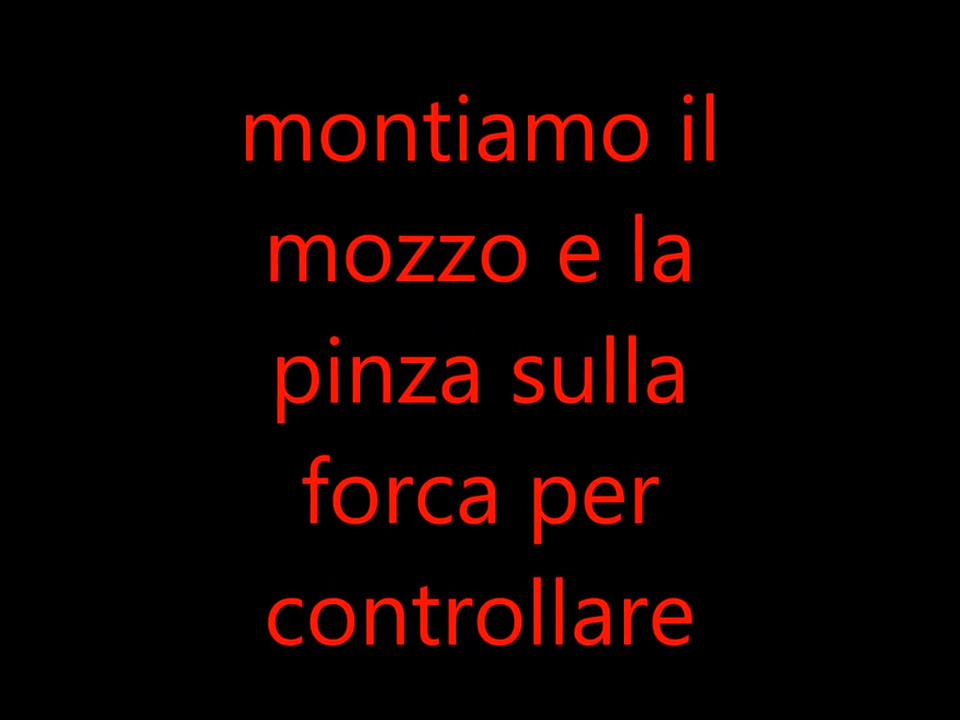 montiamo il
mozzo e la
pinza sulla
forca per
controllare